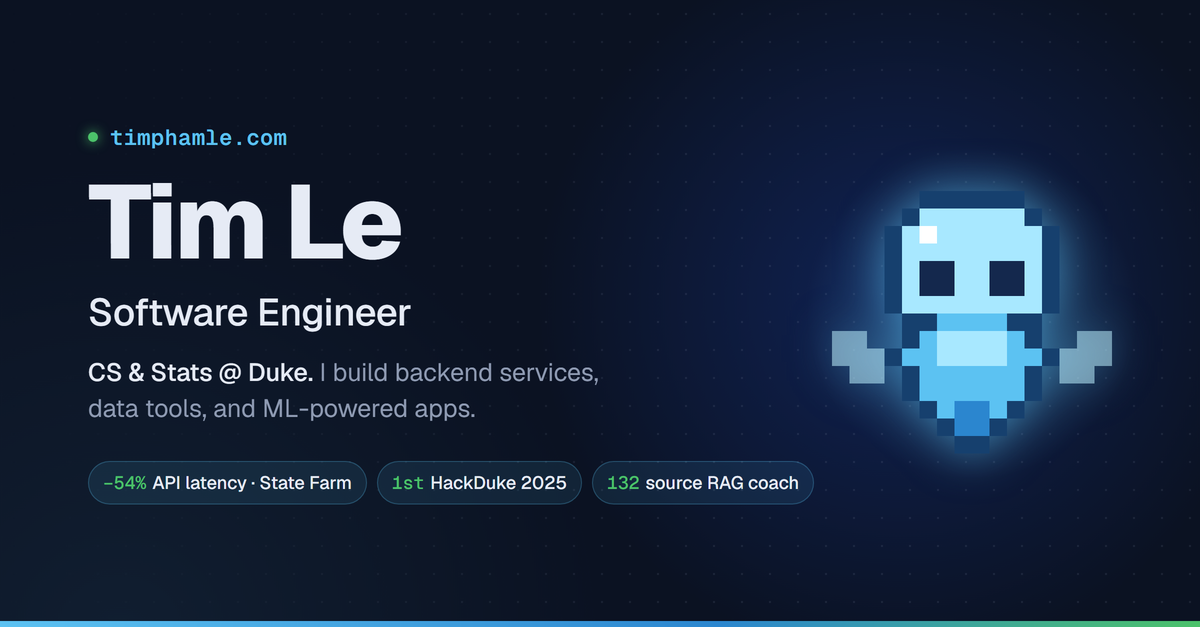 timphamle.com
Tim Le
Software Engineer
CS & Stats @ Duke. I build backend services,
data tools, and ML-powered apps.
−54% API latency · State Farm
1st HackDuke 2025
132 source RAG coach